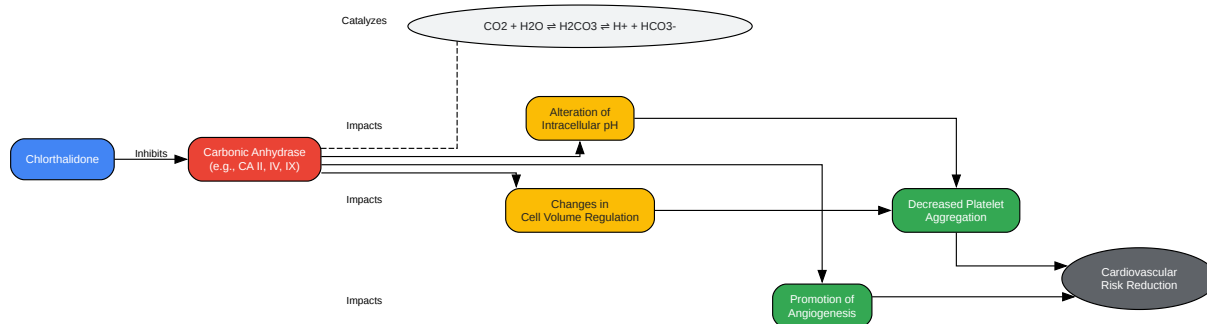 Catalyzes
CO2 + H2O ⇌ H2CO3 ⇌ H+ + HCO3-
Impacts
Alteration of
Intracellular pH
Chlorthalidone
Inhibits
Carbonic Anhydrase
(e.g., CA II, IV, IX)
Impacts
Changes in
Cell Volume Regulation
Decreased Platelet
Aggregation
Cardiovascular
Risk Reduction
Impacts
Promotion of
Angiogenesis